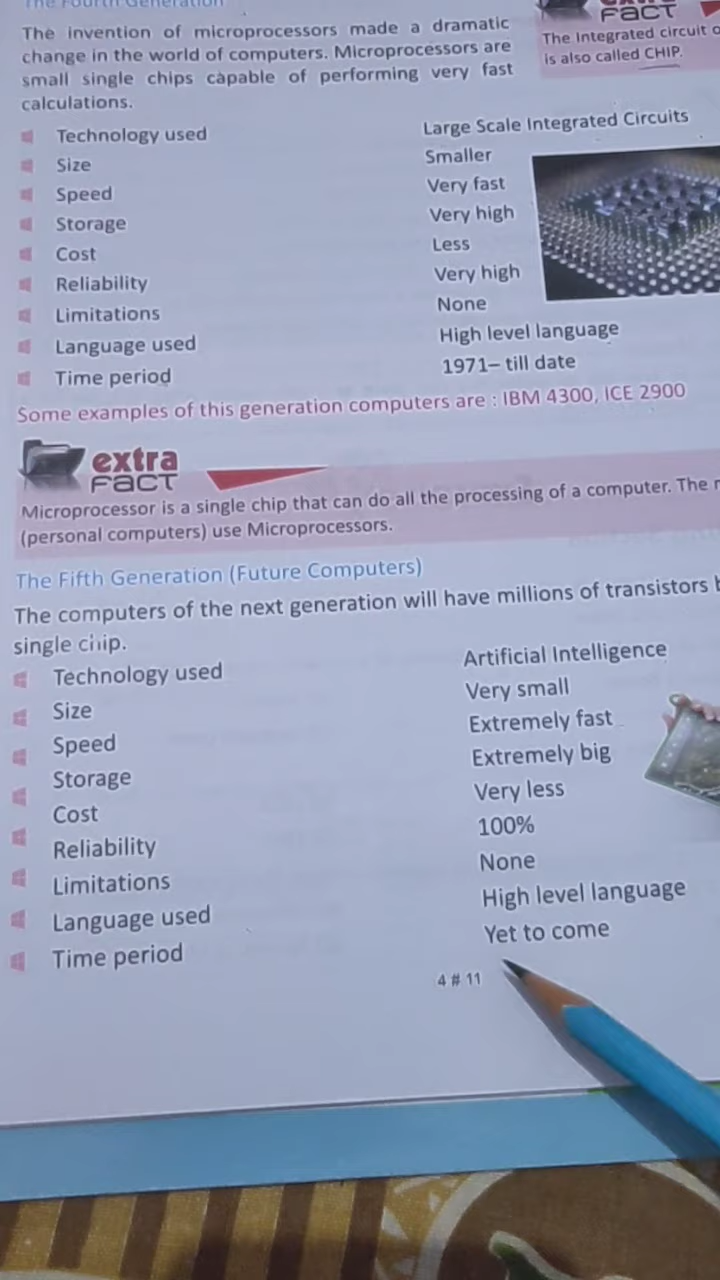 The Fourth Generation
The invention of microprocessors made a dramatic
change in the world of computers. Microprocessors are
small single chips capable of performing very fast
calculations.
FACT
The Integrated circuit
is also called CHIP.
Technology used Large Scale Integrated Circuits
Size Smaller
Speed Very fast
Storage Very high
Cost Less
Reliability Very high
Limitations None
Language used High level language
Time period 1971– till date
Some examples of this generation computers are : IBM 4300, ICE 2900
extra
FACT
Microprocessor is a single chip that can do all the processing of a computer. The
(personal computers) use Microprocessors.
The Fifth Generation (Future Computers)
The computers of the next generation will have millions of transistors
single chip.
Technology used Artificial Intelligence
Size Very small
Speed Extremely fast
Storage Extremely big
Cost Very less
Reliability 100%
Limitations None
Language used High level language
Time period Yet to come
4 # 11